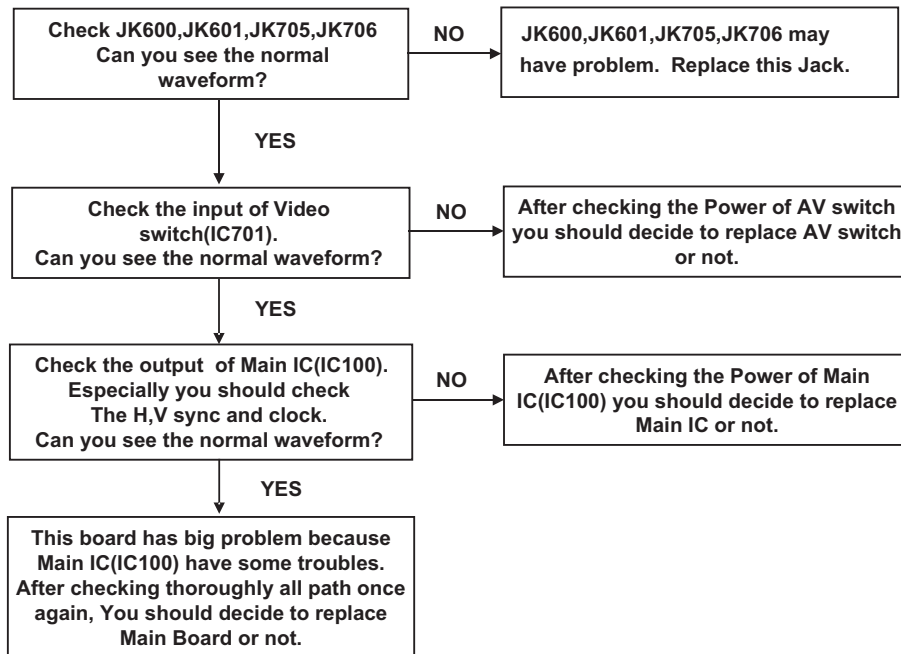 Check JK600,JK601,JK705,JK706
Can you see the normal
waveform?
NO
JK600,JK601,JK705,JK706 may
have problem.  Replace this Jack.
YES
Check the input of Video
switch(IC701).
Can you see the normal waveform?
NO
After checking the Power of AV switch
you should decide to replace AV switch
or not.
YES
Check the output  of Main IC(IC100).
Especially you should check
The H,V sync and clock.
Can you see the normal waveform?
NO
After checking the Power of Main
IC(IC100) you should decide to replace
Main IC or not.
YES
This board has big problem because
Main IC(IC100) have some troubles.
After checking thoroughly all path once
again, You should decide to replace
Main Board or not.